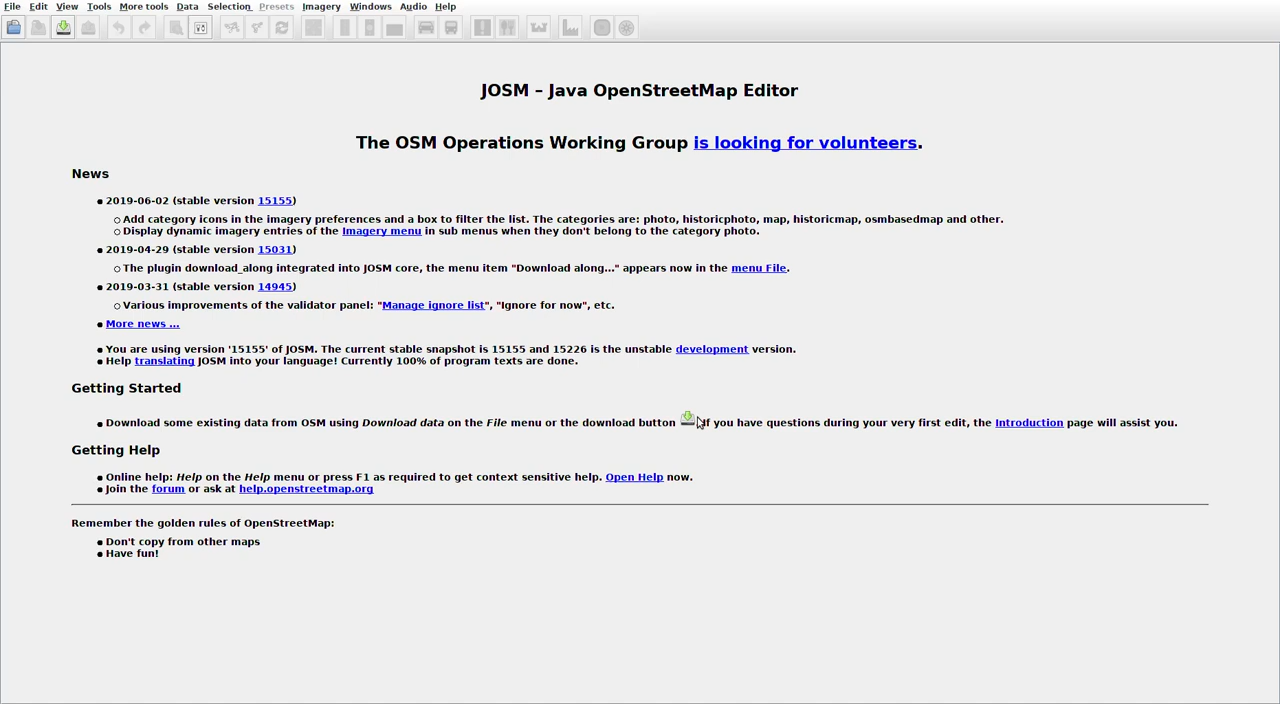 File Edit View Tools More tools Data Selection Presets Imagery Windows Audio Help
JOSM – Java OpenStreetMap Editor
The OSM Operations Working Group is looking for volunteers.
News
2019-06-02 (stable version 15155)
Add category icons in the imagery preferences and a box to filter the list. The categories are: photo, historicphoto, map, historicmap, osmbasedmap and other.
Display dynamic imagery entries of the Imagery menu in sub menus when they don't belong to the category photo.
2019-04-29 (stable version 15031)
The plugin download_along integrated into JOSM core, the menu item "Download along..." appears now in the menu File.
2019-03-31 (stable version 14945)
Various improvements of the validator panel: "Manage ignore list", "Ignore for now", etc.
More news ...
You are using version '15155' of JOSM. The current stable snapshot is 15155 and 15226 is the unstable development version.
Help translating JOSM into your language! Currently 100% of program texts are done.
Getting Started
Download some existing data from OSM using Download data on the File menu or the download button If you have questions during your very first edit, the Introduction page will assist you.
Getting Help
Online help: Help on the Help menu or press F1 as required to get context sensitive help. Open Help now.
Join the forum or ask at help.openstreetmap.org
Remember the golden rules of OpenStreetMap:
Don't copy from other maps
Have fun!